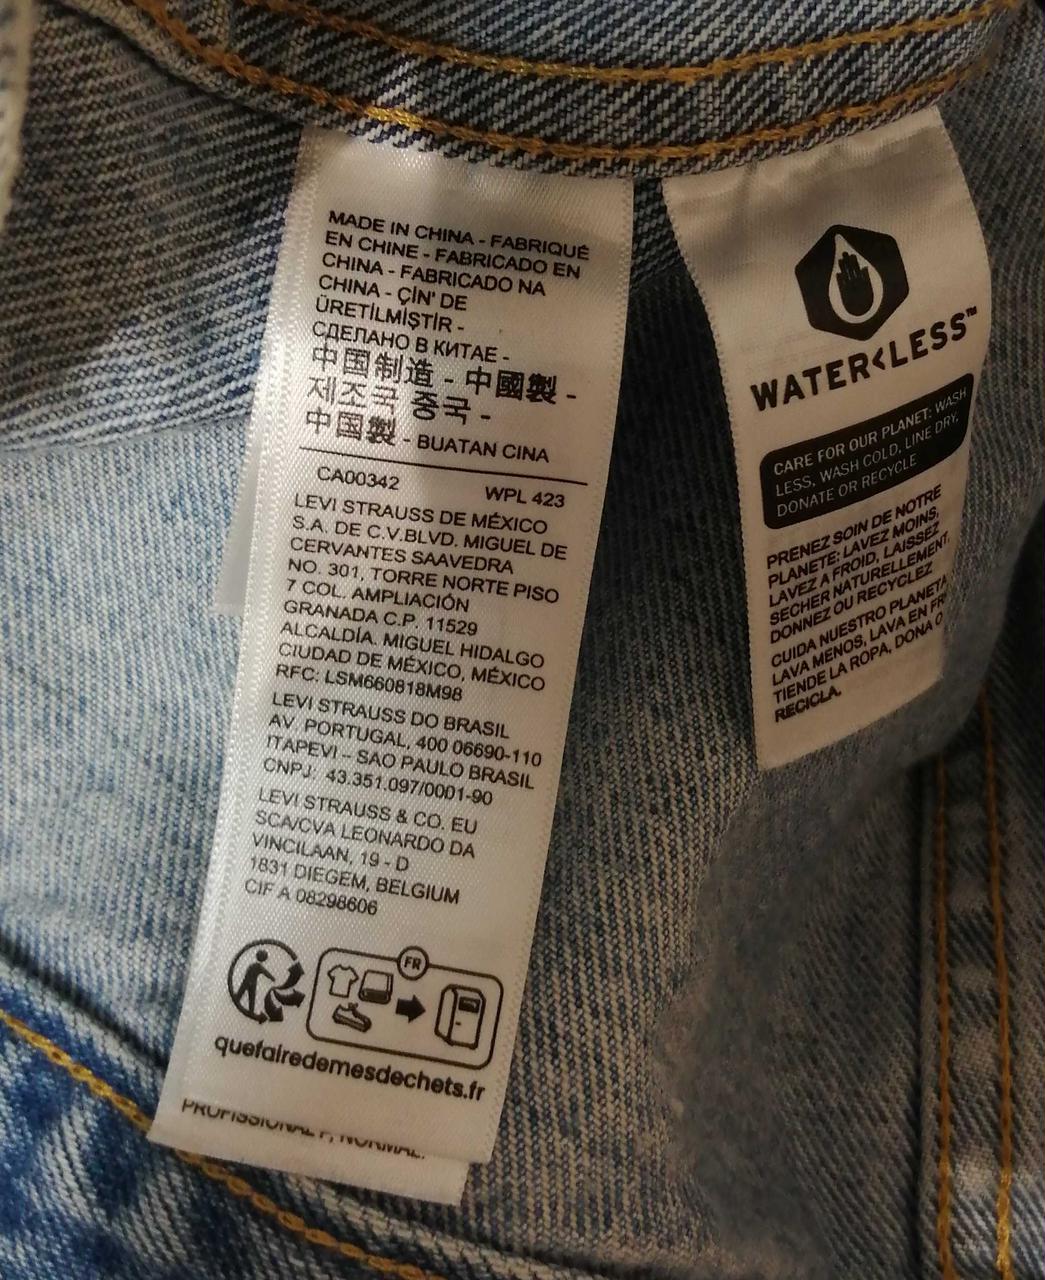 MADE IN CHINA - FABRIQUÉ
EN CHINE - FABRICADO EN
CHINA - FABRICADO NA
CHINA - ÇİN' DE
ÜRETİLMİŞTİR -
СДЕЛАНО В КИТАЕ -
中国制造 - 中國製 -
제조국 중국 -
中国製 - BUATAN CINA
CA00342 WPL 423
LEVI STRAUSS DE MÉXICO
S.A. DE C.V.BLVD. MIGUEL DE
CERVANTES SAAVEDRA
NO. 301, TORRE NORTE PISO
7 COL. AMPLIACIÓN
GRANADA C.P. 11529
ALCALDÍA. MIGUEL HIDALGO
CIUDAD DE MÉXICO, MÉXICO
RFC: LSM660818M98
LEVI STRAUSS DO BRASIL
AV. PORTUGAL, 400 06690-110
ITAPEVI – SAO PAULO BRASIL
CNPJ: 43.351.097/0001-90
LEVI STRAUSS & CO. EU
SCA/CVA LEONARDO DA
VINCILAAN, 19 - D
1831 DIEGEM, BELGIUM
CIF A 08298606
FR
quefairedemesdechets.fr
PROFISSIONAL P, NORMAL.
WATER<LESS™
CARE FOR OUR PLANET: WASH
LESS, WASH COLD, LINE DRY,
DONATE OR RECYCLE
PRENEZ SOIN DE NOTRE
PLANÈTE: LAVEZ MOINS,
LAVEZ A FROID, LAISSEZ
SECHER NATURELLEMENT,
DONNEZ OU RECYCLEZ
CUIDA NUESTRO PLANETA
LAVA MENOS, LAVA EN FR
TIENDE LA ROPA, DONA O
RECICLA.